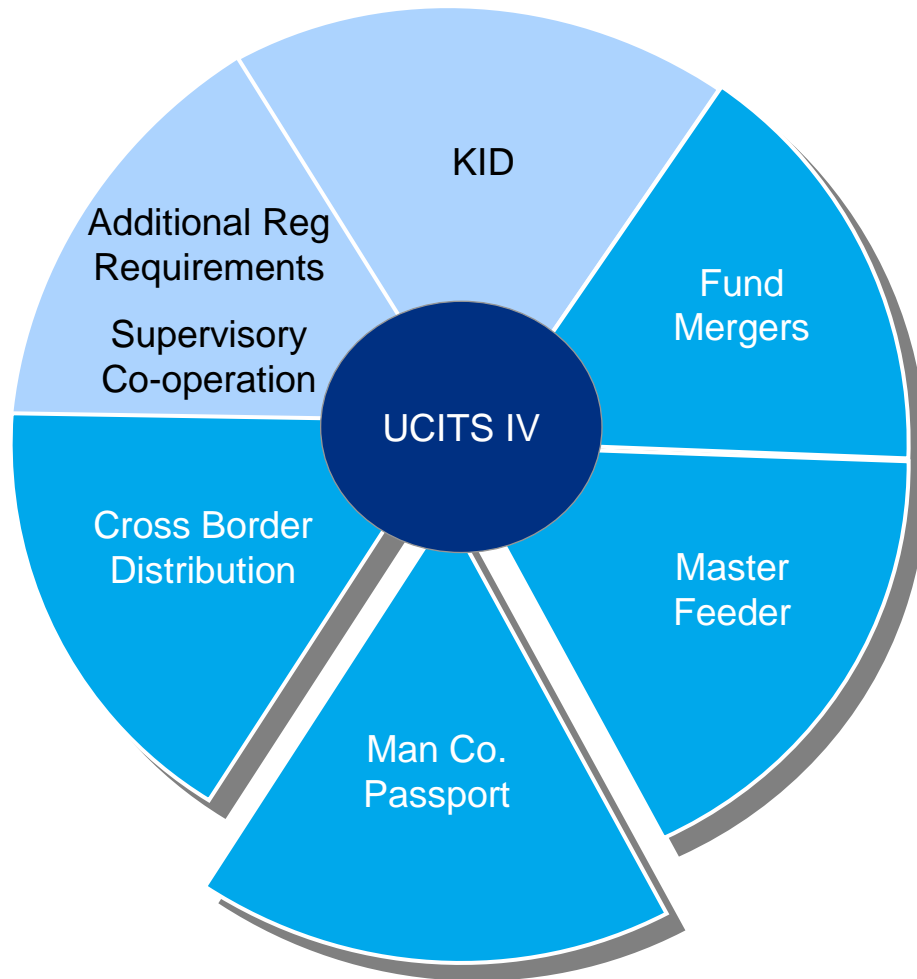 KID
Additional Reg
Requirements
Supervisory
Co-operation
Fund
Mergers
UCITS IV
Cross Border
Distribution
Master
Feeder
Man Co.
Passport